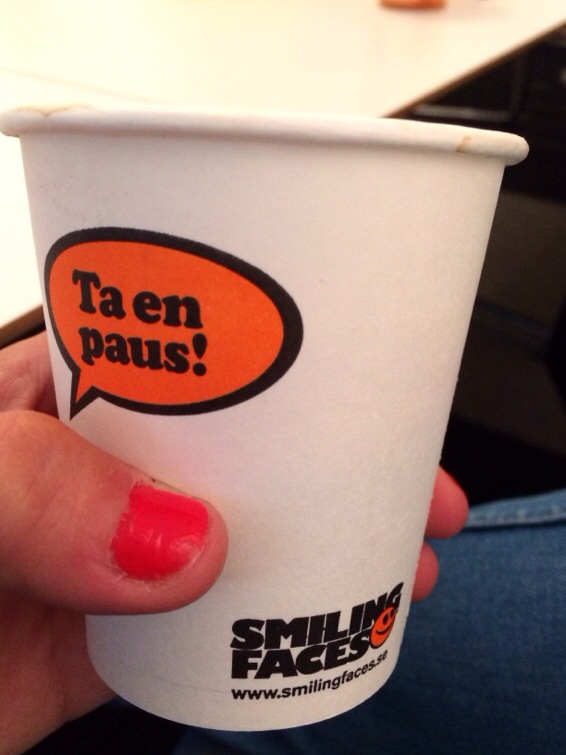 Ta en
paus!
SMILING
FACES
www.smilingfaces.se